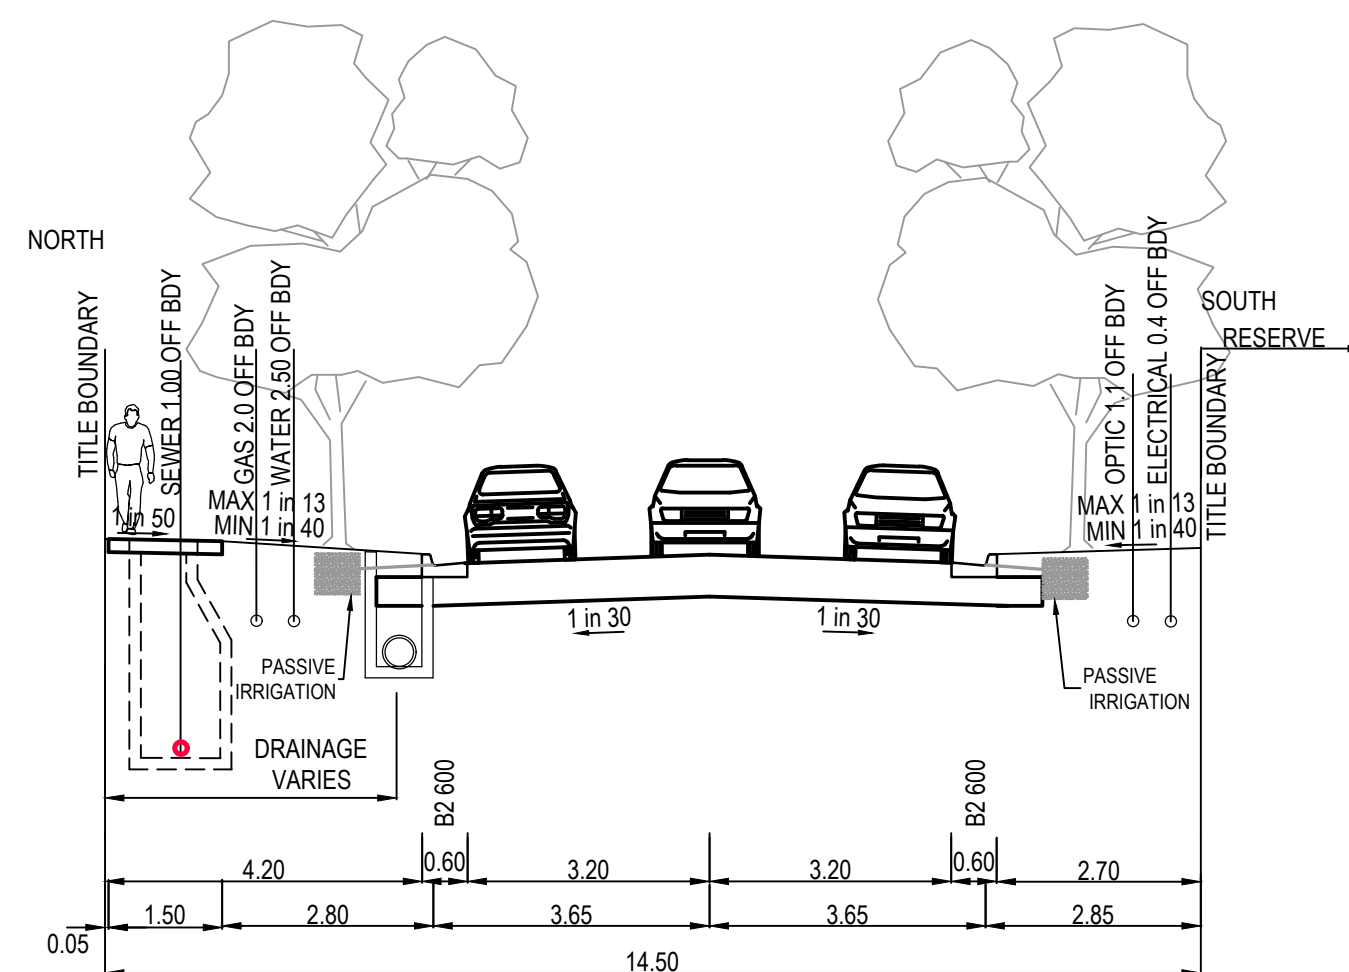 NORTH
TITLE BOUNDARY
SEWER 1.00 OFF BDY
GAS 2.0 OFF BDY
WATER 2.50 OFF BDY
OPTIC 1.1 OFF BDY
ELECTRICAL 0.4 OFF BDY
SOUTH
RESERVE
TITLE BOUNDARY
1 in 50
MAX 1 in 13
MIN 1 in 40
MAX 1 in 13
MIN 1 in 40
1 in 30
1 in 30
PASSIVE
IRRIGATION
PASSIVE
IRRIGATION
DRAINAGE
VARIES
B2 600
B2 600
4.20
0.60
3.20
3.20
0.60
2.70
1.50
2.80
3.65
3.65
2.85
0.05
14.50